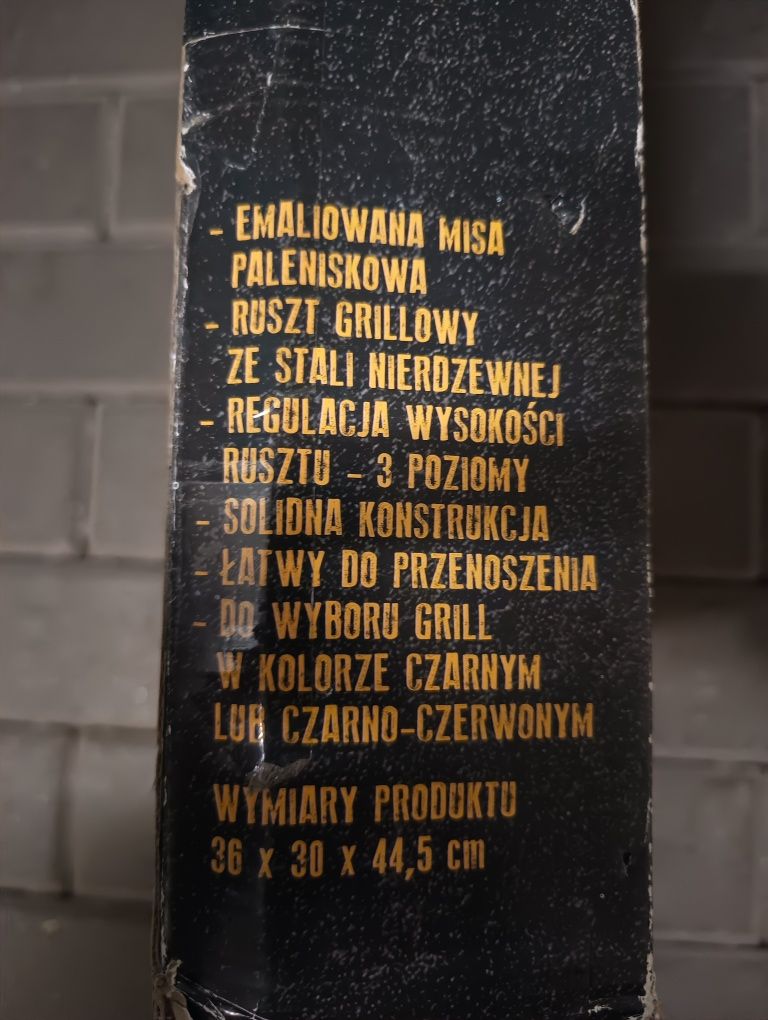 - EMALIOWANA MISA
PALENISKOWA
- RUSZT GRILLOWY
ZE STALI NIERDZEWNEJ
- REGULACJA WYSOKOŚCI
RUSZTU - 3 POZIOMY
- SOLIDNA KONSTRUKCJA
- ŁATWY DO PRZENOSZENIA
- DO WYBORU GRILL
W KOLORZE CZARNYM
LUB CZARNO-CZERWONYM
WYMIARY PRODUKTU
36 x 30 x 44,5 cm